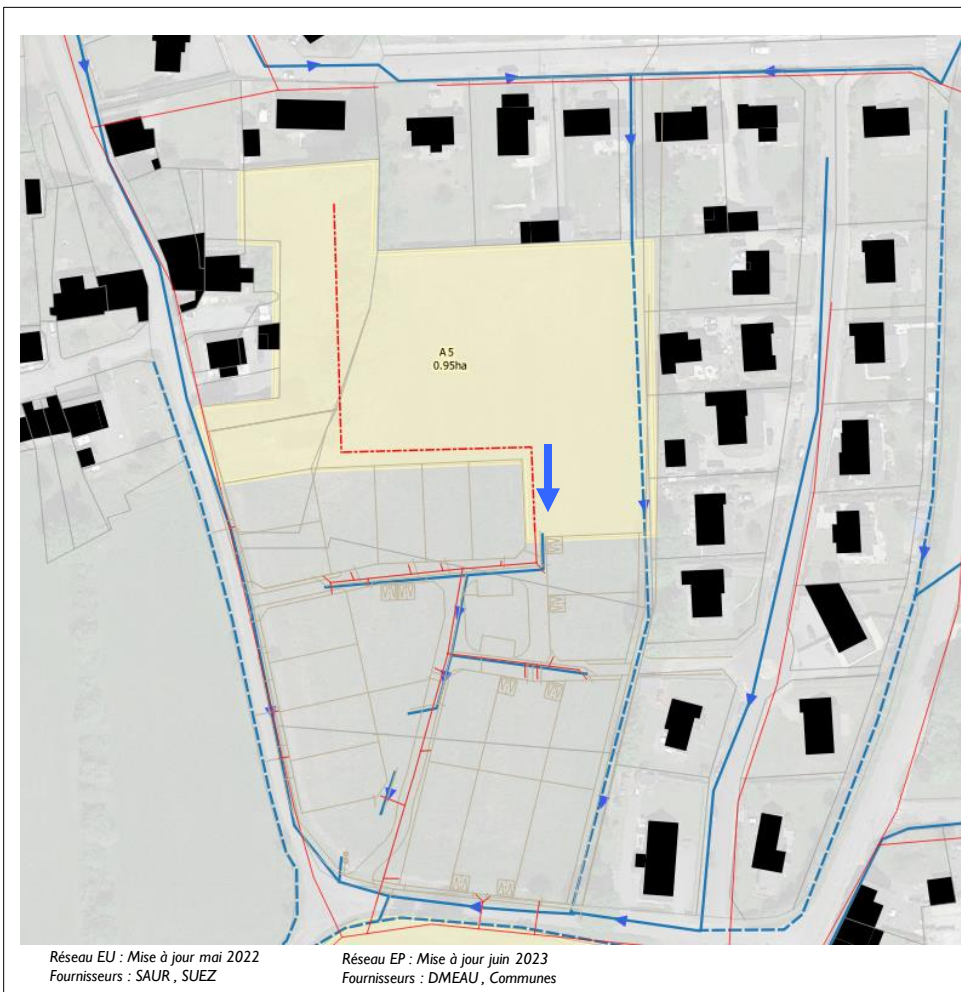 A5
0.95ha
Réseau EU : Mise à jour mai 2022
Fournisseurs : SAUR , SUEZ
Réseau EP : Mise à jour juin 2023
Fournisseurs : DMEAU , Communes